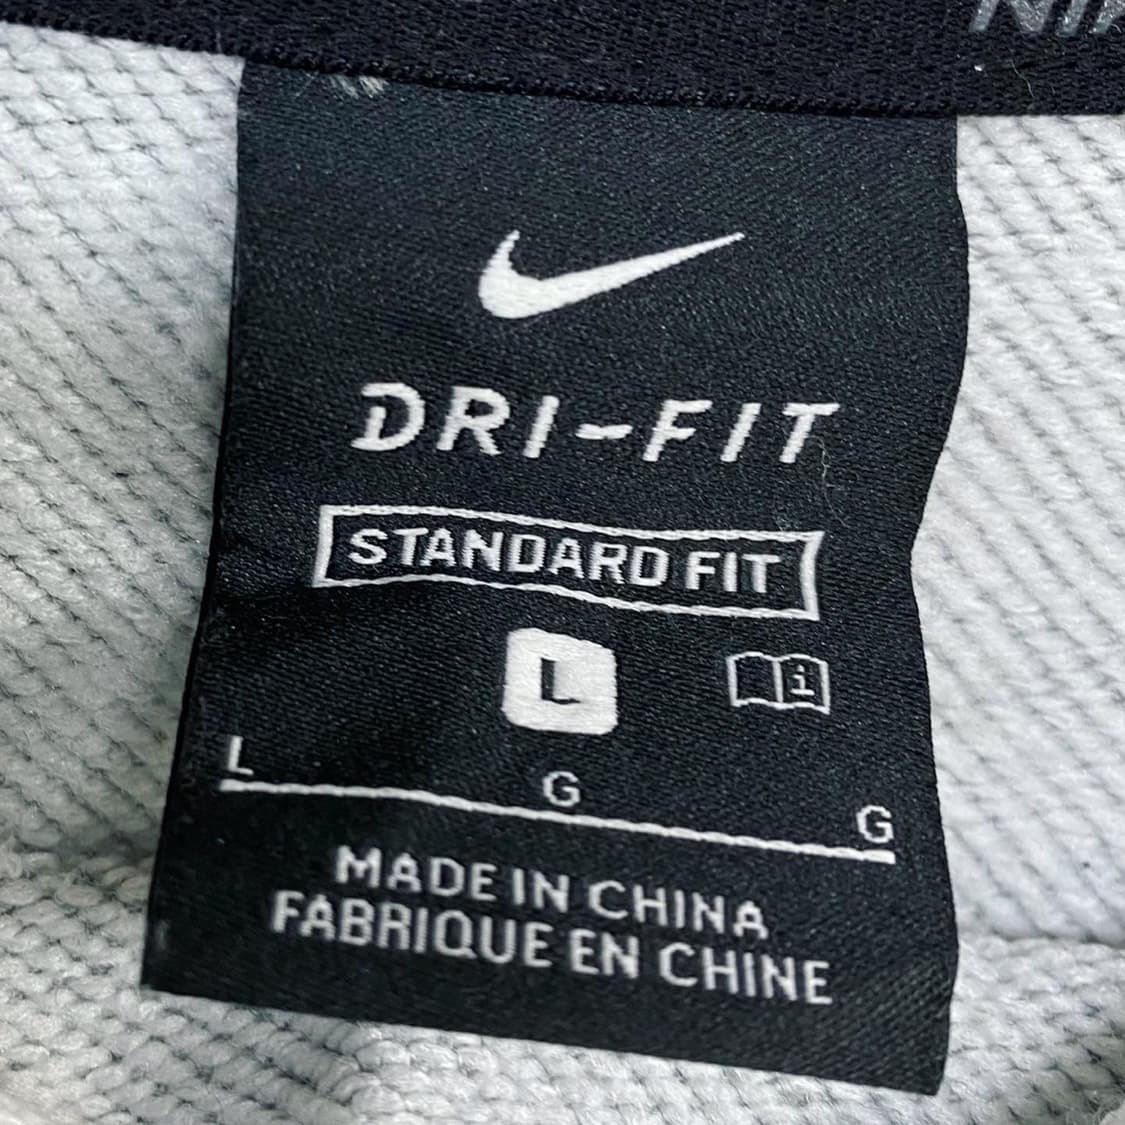 DRI-FIT
STANDARD FIT
L
i
L G G
MADE IN CHINA
FABRIQUE EN CHINE